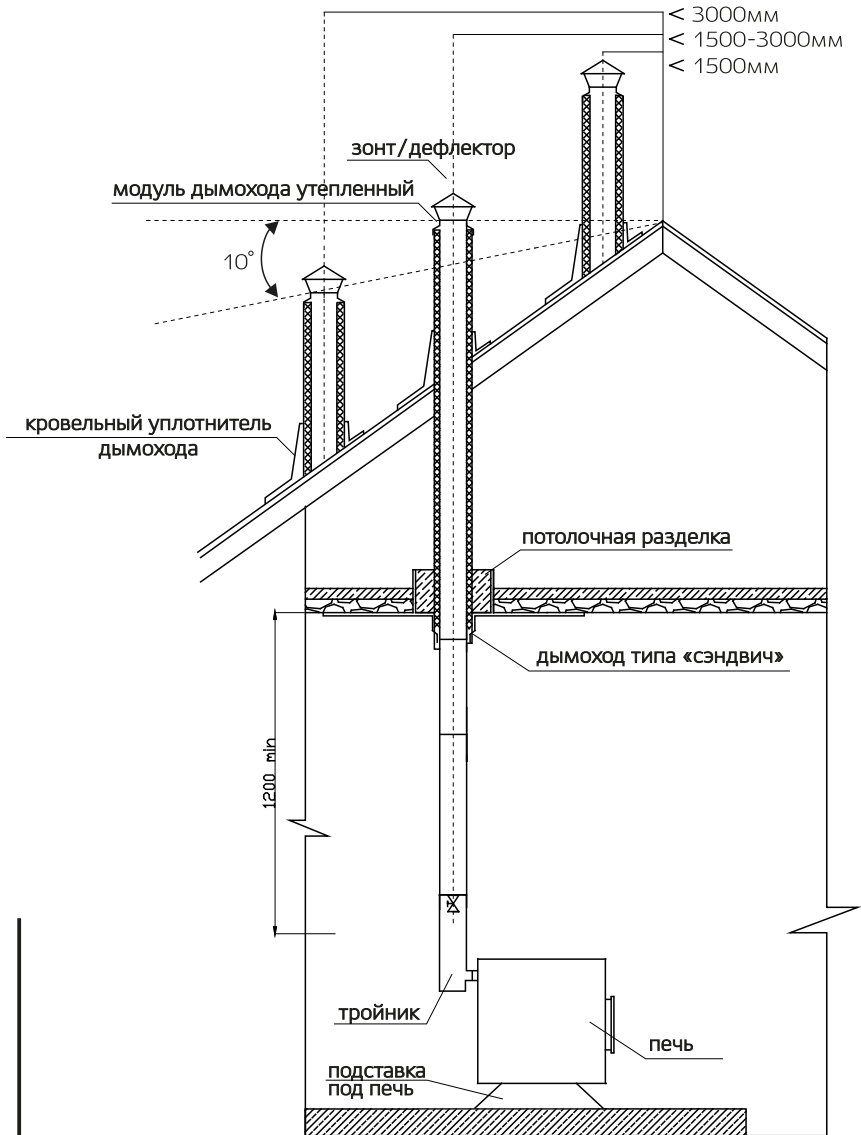 < 3000мм
< 1500-3000мм
< 1500мм
зонт/дефлектор
модуль дымохода утепленный
10°
кровельный уплотнитель
дымохода
потолочная разделка
дымоход типа «сэндвич»
1200 min
тройник
печь
подставка
под печь